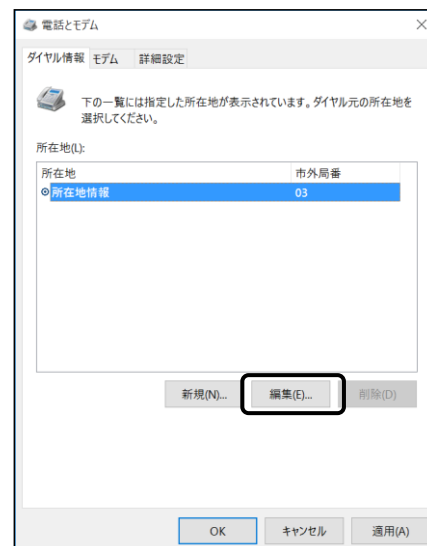 電話とモデム
ダイヤル情報 モデム 詳細設定
下の一覧には指定した所在地が表示されています。ダイヤル元の所在地を
選択してください。
所在地(L):
所在地 市外局番
所在地情報 03
新規(N)... 編集(E)... 削除(D)
OK キャンセル 適用(A)